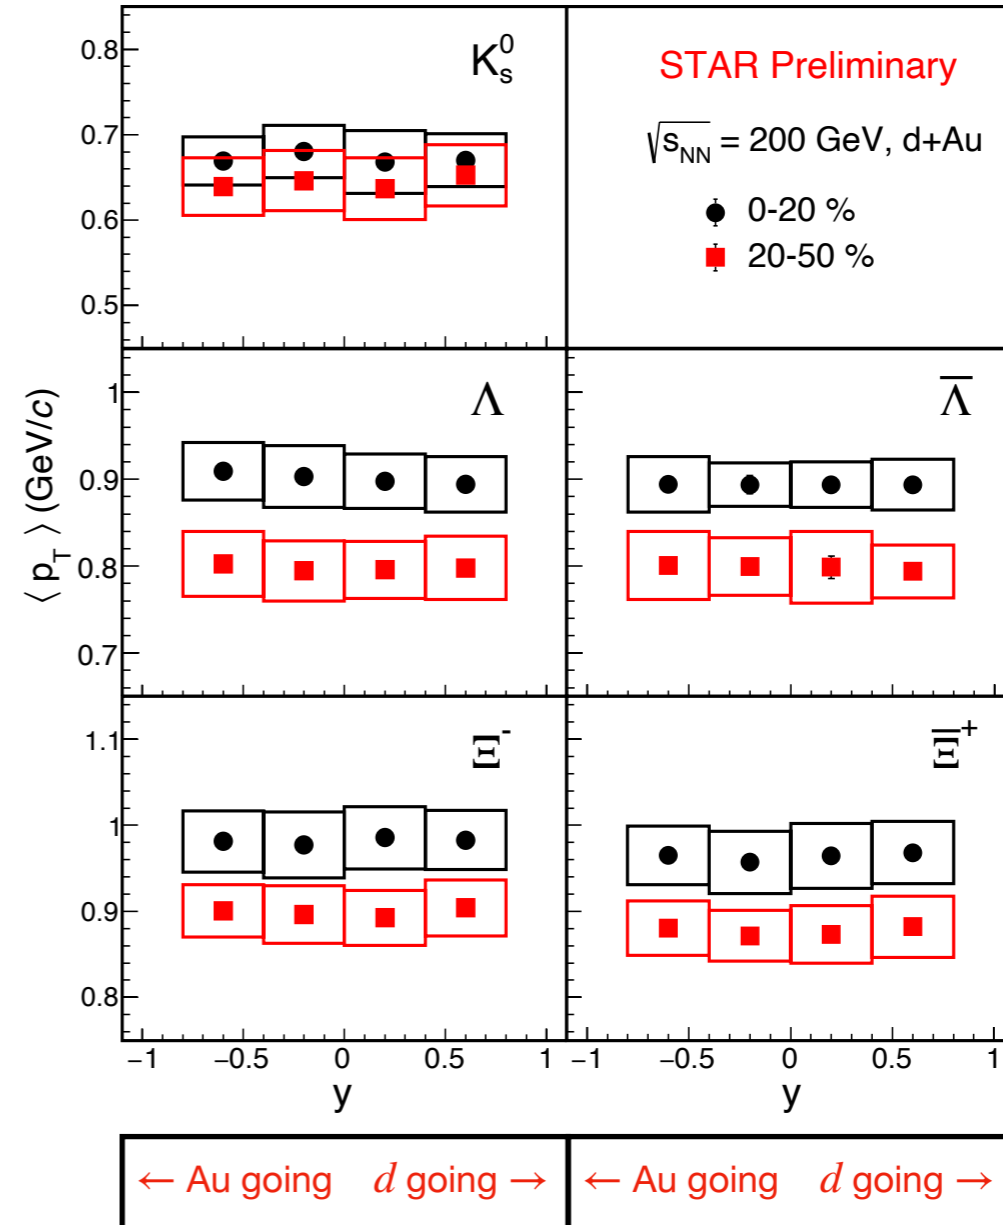 K⁰ₛ
STAR Preliminary
√sNN = 200 GeV, d+Au
0-20 %
20-50 %
0.8
0.7
0.6
0.5
⟨pT⟩ (GeV/c)
Λ
Λ̅
1
0.9
0.8
0.7
Ξ⁻
Ξ̅⁺
1.1
1
0.9
0.8
−1 −0.5 0 0.5 1
−1 −0.5 0 0.5 1
y
y
← Au going d going →
← Au going d going →